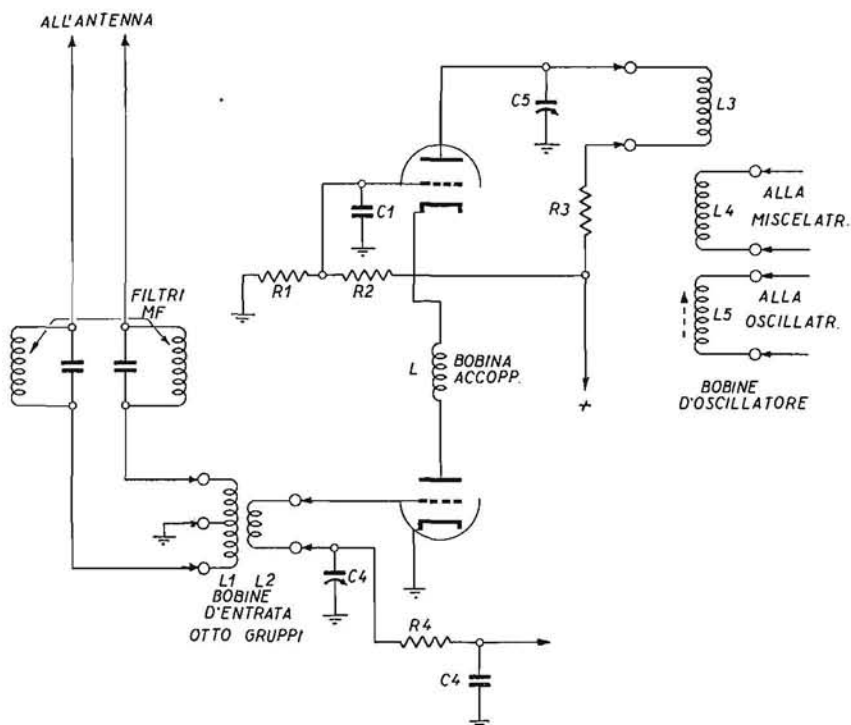 ALL'ANTENNA
C5
L3
C1
R3
L4
ALLA
MISCELATR.
R1
R2
FILTRI
MF
L5
ALLA
OSCILLATR.
L
BOBINA
ACCOPP.
+
BOBINE
D'OSCILLATORE
L1 L2
C4
BOBINE
D'ENTRATA
OTTO GRUPPI
R4
C4